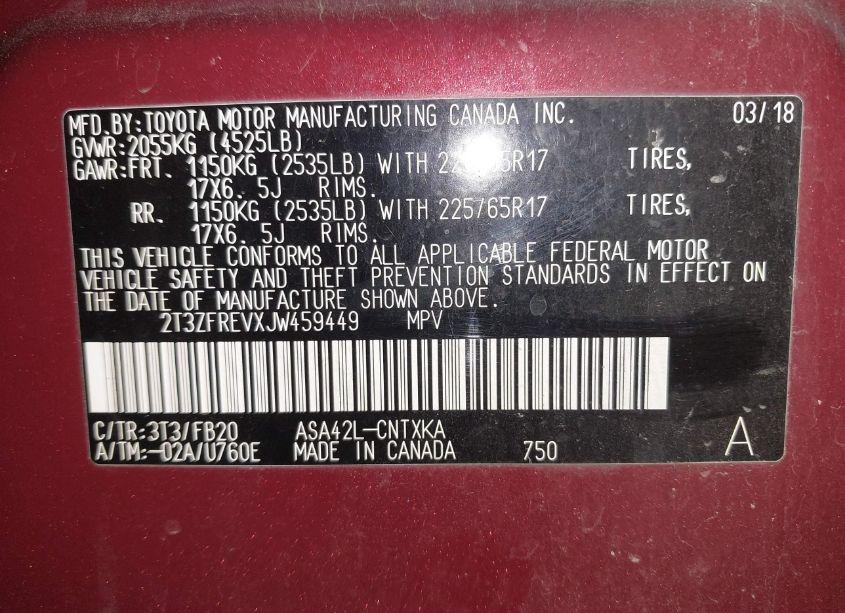 MFD.BY:TOYOTA MOTOR MANUFACTURING CANADA INC. 03/18
GVWR:2055KG (4525LB)
GAWR:FRT. 1150KG (2535LB) WITH TIRES,
17X6.5J RIMS.
RR. 1150KG (2535LB) WITH 225/65R17 TIRES,
17X6.5J RIMS.
THIS VEHICLE CONFORMS TO ALL APPLICABLE FEDERAL MOTOR
VEHICLE SAFETY AND THEFT PREVENTION STANDARDS IN EFFECT ON
THE DATE OF MANUFACTURE SHOWN ABOVE.
2T3ZFREVXJW459449 MPV
C/TR:3T3/FB20 ASA42L-CNTXKA
A/TM:-02A/U760E MADE IN CANADA 750 A